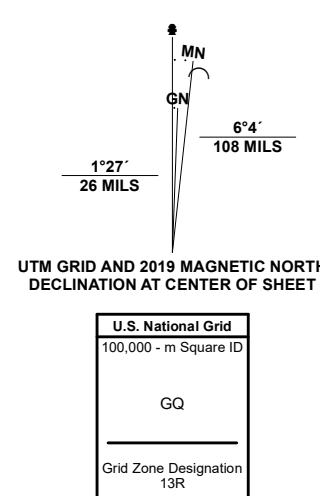 MN
GN
6°4´
108 MILS
1°27´
26 MILS
UTM GRID AND 2019 MAGNETIC NORTH
DECLINATION AT CENTER OF SHEET
U.S. National Grid
100,000 - m Square ID
GQ
Grid Zone Designation
13R